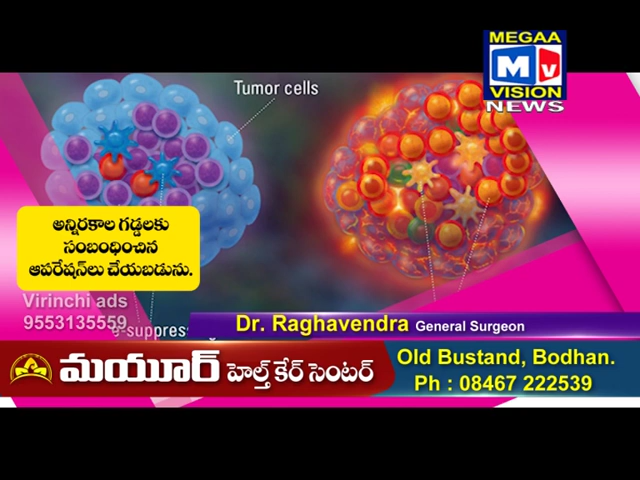 MEGAA
MV
VISION
NEWS
Tumor cells
అన్నిరకాల గడ్డలకు
సంబంధించిన
ఆపరేషన్‌లు చేయబడును.
Virinchi ads
9553135559
Dr. Raghavendra General Surgeon
మయూర్ హెల్త్ కేర్ సెంటర్
Old Bustand, Bodhan.
Ph : 08467 222539